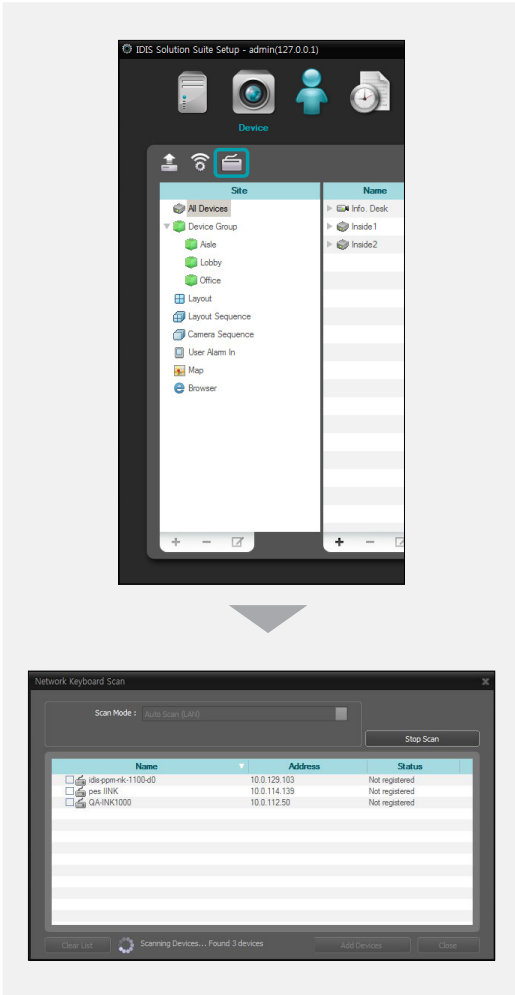 IDIS Solution Suite Setup - admin(127.0.0.1)
Device
Site
All Devices
Device Group
Aisle
Lobby
Office
Layout
Layout Sequence
Camera Sequence
User Alarm In
Map
Browser
Name
Info. Desk
Inside1
Inside2
Network Keyboard Scan
Scan Mode : Auto Scan (LAN)
Stop Scan
Name Address Status
idis-ppm-nk-1100-d0 10.0.129.103 Not registered
pes IINK 10.0.114.139 Not registered
QA-INK1000 10.0.112.50 Not registered
Clear List Scanning Devices... Found 3 devices Add Devices Close